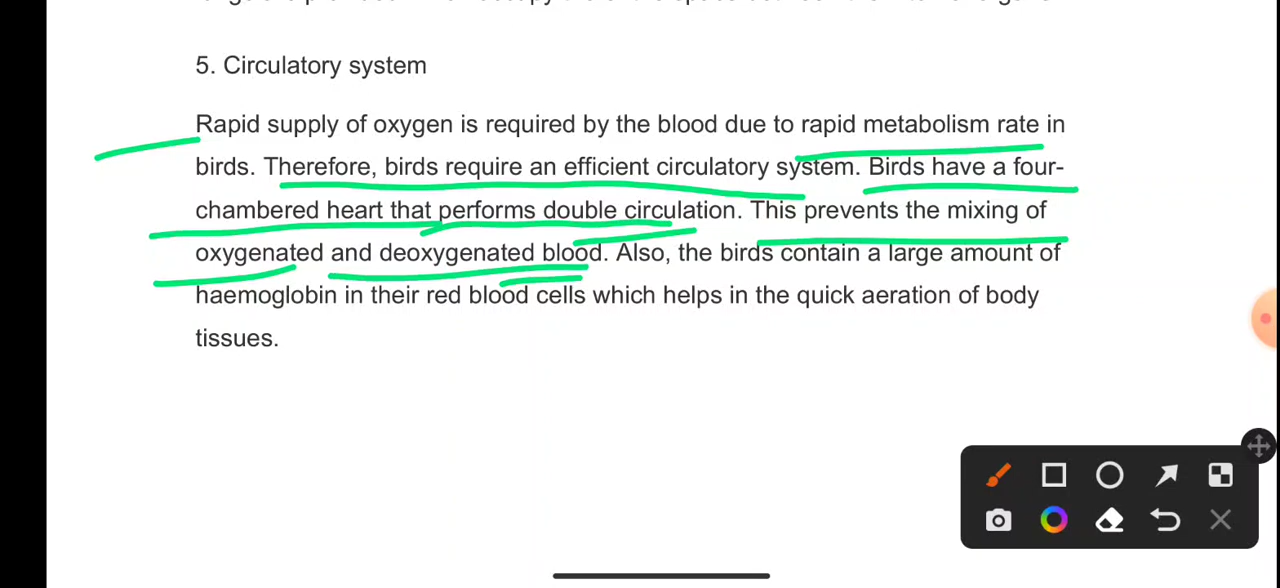 5. Circulatory system
Rapid supply of oxygen is required by the blood due to rapid metabolism rate in
birds. Therefore, birds require an efficient circulatory system. Birds have a four-
chambered heart that performs double circulation. This prevents the mixing of
oxygenated and deoxygenated blood. Also, the birds contain a large amount of
haemoglobin in their red blood cells which helps in the quick aeration of body
tissues.